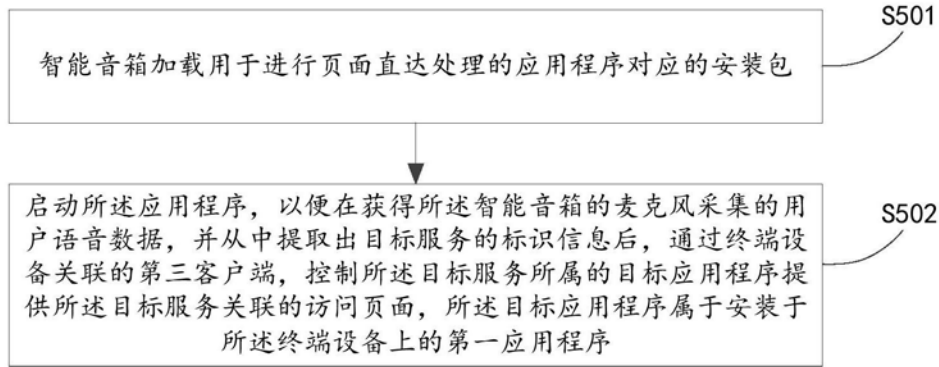 S501
智能音箱加载用于进行页面直达处理的应用程序对应的安装包
S502
启动所述应用程序，以便在获得所述智能音箱的麦克风采集的用
户语音数据，并从中提取出目标服务的标识信息后，通过终端设
备关联的第三客户端，控制所述目标服务所属的目标应用程序提
供所述目标服务关联的访问页面，所述目标应用程序属于安装于
所述终端设备上的第一应用程序